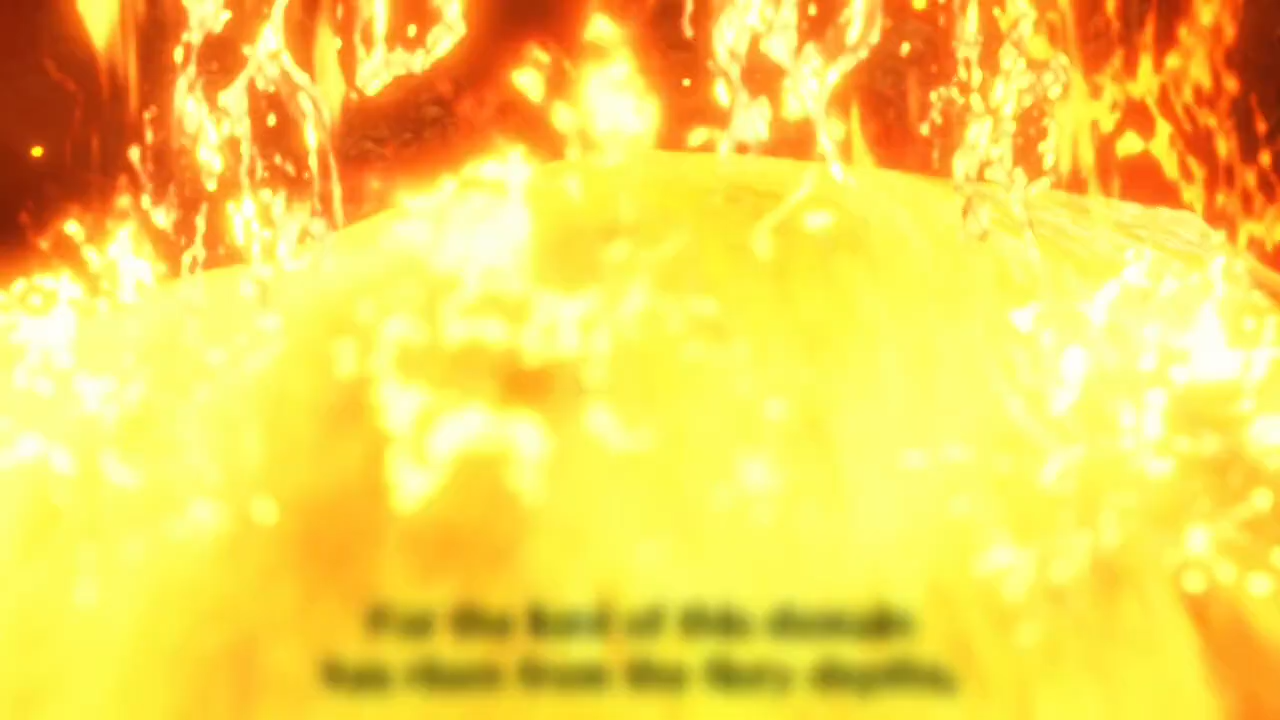 For the lord of this domain
has risen from the fiery depths,